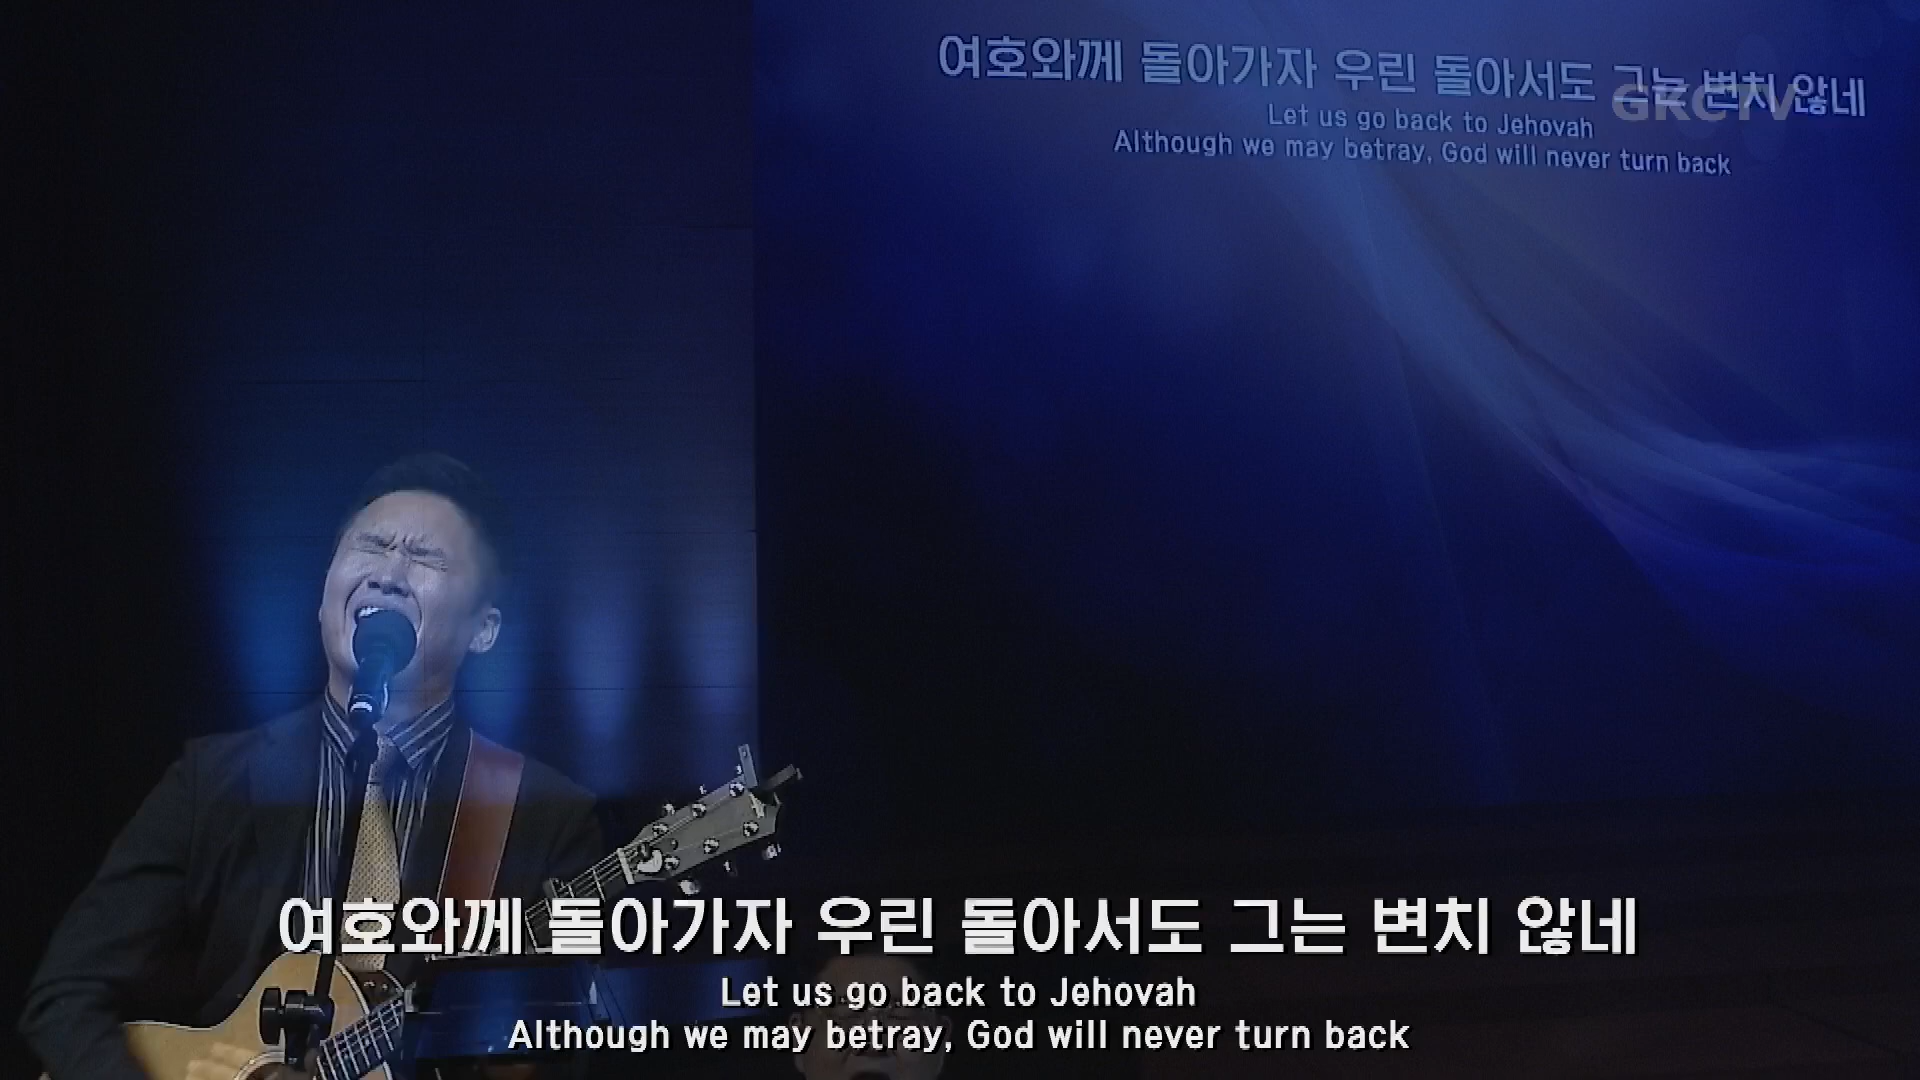 여호와께 돌아가자 우린 돌아서도 그는 변치 않네
Let us go back to Jehovah
Although we may betray, God will never turn back
GKCTV
여호와께 돌아가자 우린 돌아서도 그는 변치 않네
Let us go back to Jehovah
Although we may betray, God will never turn back